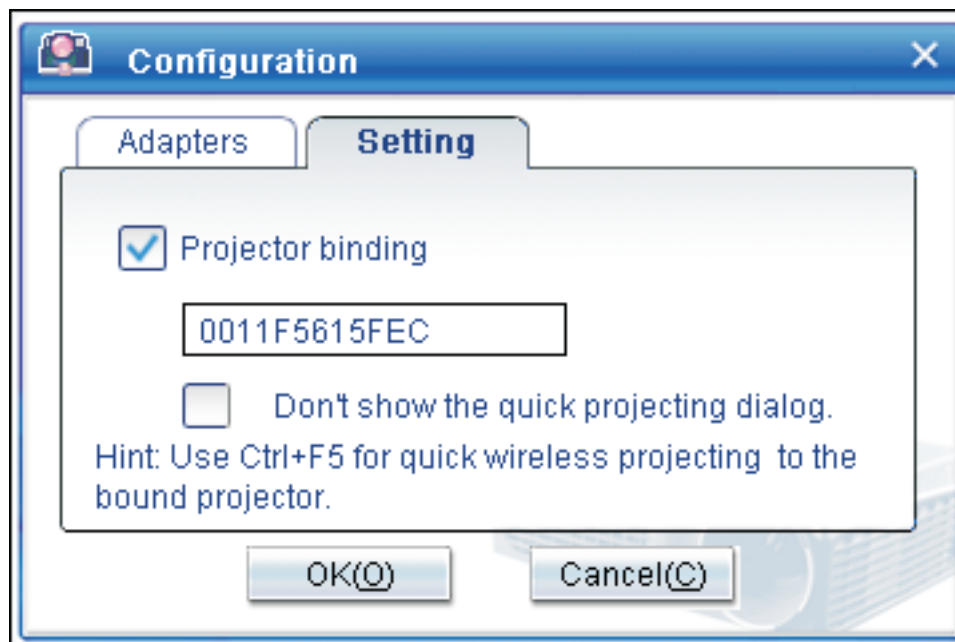 Configuration
Adapters
Setting
Projector binding
0011F5615FEC
Don't show the quick projecting dialog.
Hint: Use Ctrl+F5 for quick wireless projecting to the
bound projector.
OK(O)
Cancel(C)